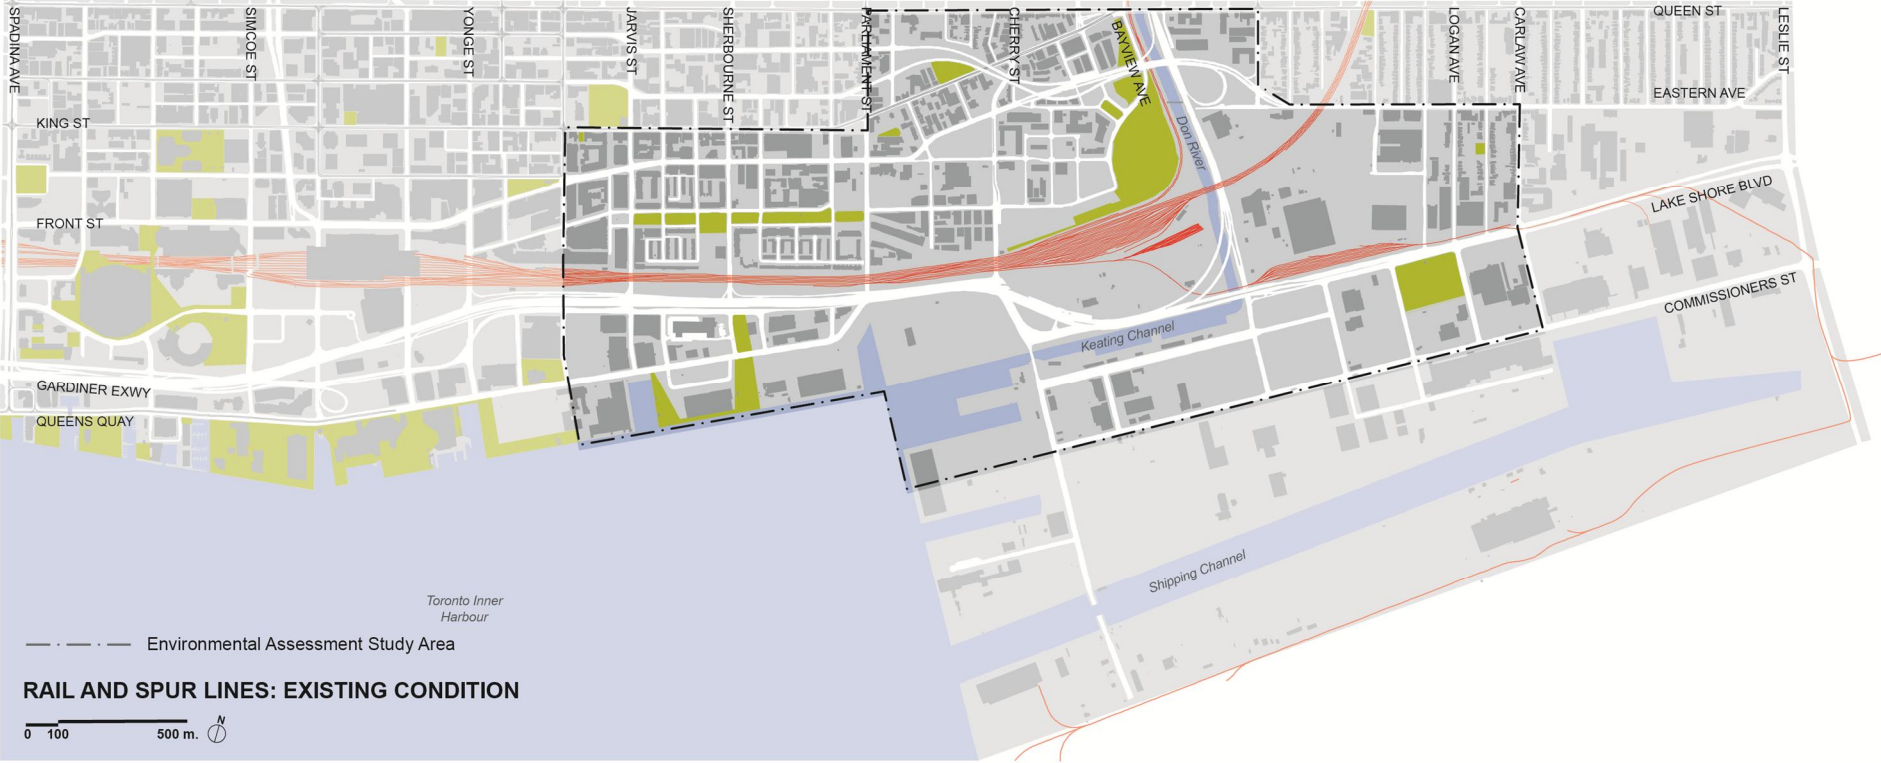 SPADINA AVE
SIMCOE ST
YONGE ST
JARVIS ST
SHERBOURNE ST
PARLIAMENT ST
CHERRY ST
BAYVIEW AVE
LOGAN AVE
CARLAW AVE
QUEEN ST
LESLIE ST
EASTERN AVE
KING ST
Don River
LAKE SHORE BLVD
FRONT ST
COMMISSIONERS ST
Keating Channel
GARDINER EXWY
QUEENS QUAY
Shipping Channel
Toronto Inner
Harbour
Environmental Assessment Study Area
RAIL AND SPUR LINES: EXISTING CONDITION
N
0 100 500 m.